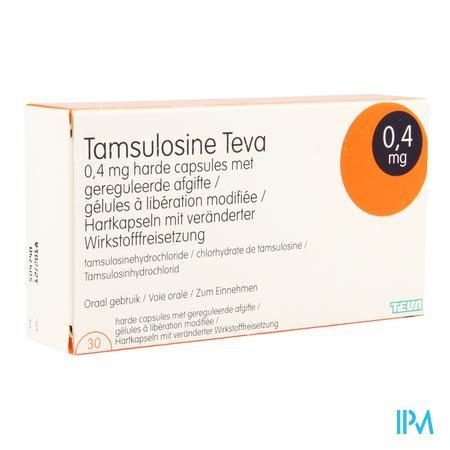 Tamsulosine Teva
0,4 mg harde capsules met
gereguleerde afgifte /
gélules à libération modifiée /
Hartkapseln mit veränderter
Wirkstofffreisetzung
tamsulosinehydrochloride / chlorhydrate de tamsulosine /
Tamsulosinhydrochlorid
Oraal gebruik / Voie orale / Zum Einnehmen
30
harde capsules met gereguleerde afgifte /
gélules à libération modifiée /
Hartkapseln mit veränderter Wirkstofffreisetzung
0,4
mg
TEVA
IPM